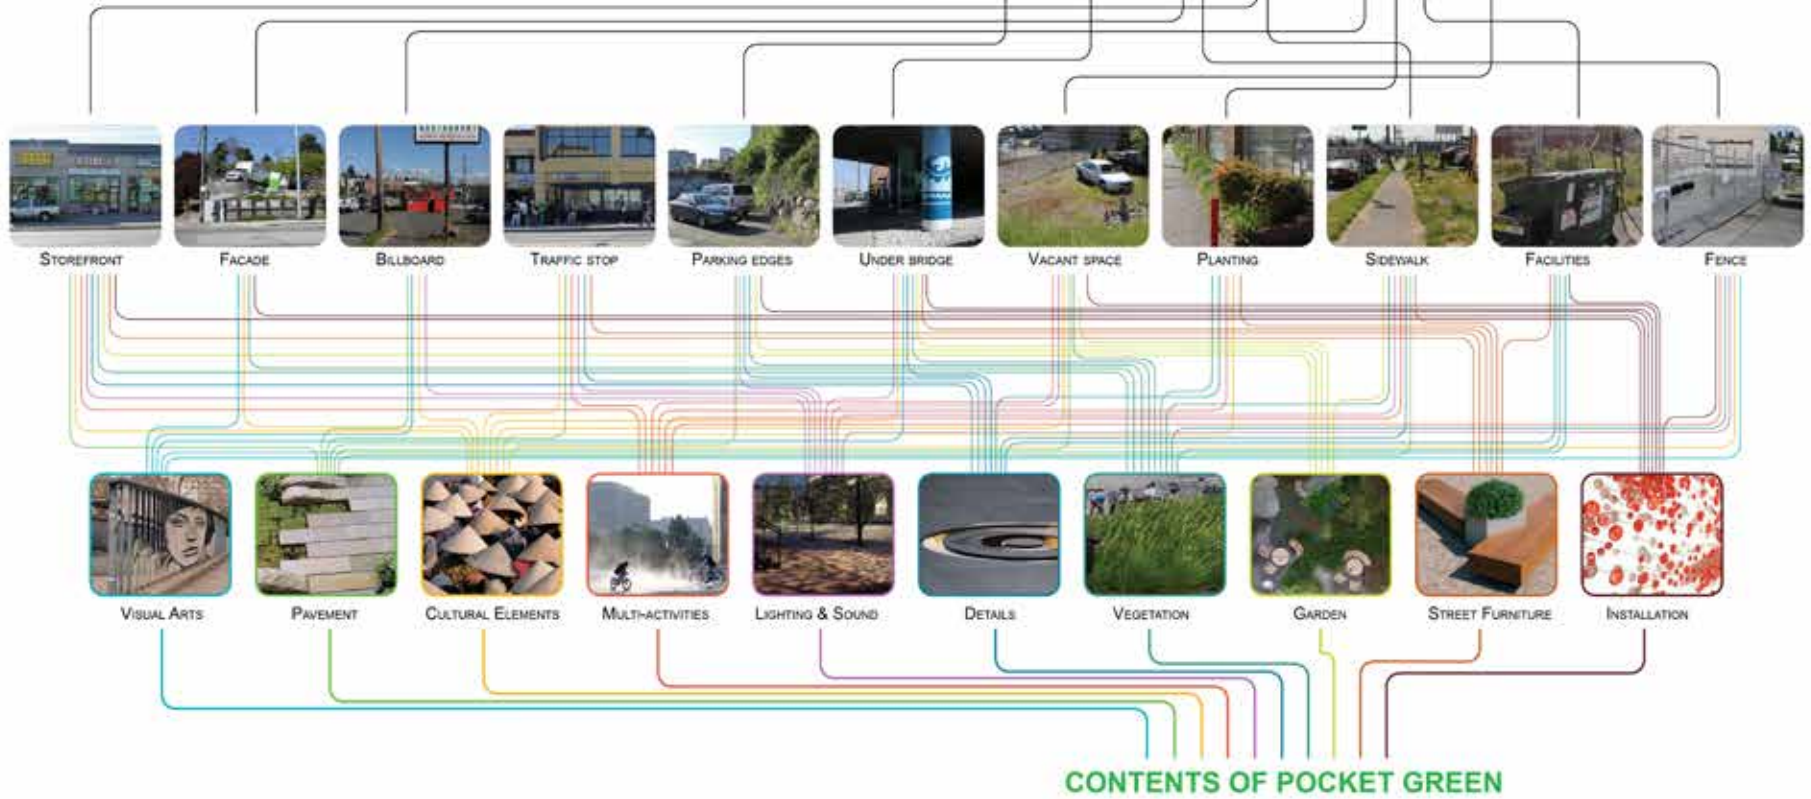 STOREFRONT
FACADE
BILLBOARD
TRAFFIC STOP
PARKING EDGES
UNDER BRIDGE
VACANT SPACE
PLANTING
SIDEWALK
FACILITIES
FENCE
VISUAL ARTS
PAVEMENT
CULTURAL ELEMENTS
MULTI-ACTIVITIES
LIGHTING & SOUND
DETAILS
VEGETATION
GARDEN
STREET FURNITURE
INSTALLATION
CONTENTS OF POCKET GREEN